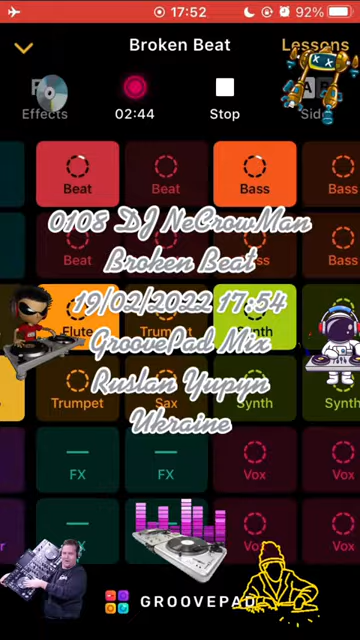 17:52 92%
Broken Beat Lessons
Effects 02:44 Stop Side
Beat Beat Bass Bass
0108 DJ NeCrowMan
Beat Bass
Broken Beat
19/02/2022 17:54
Flute Trumpet Synth
GroovePad Mix
Ruslan Yupyn
Trumpet Sax Synth Synth
Ukraine
FX FX Vox Vox
Vox Vox
GROOVEPAD